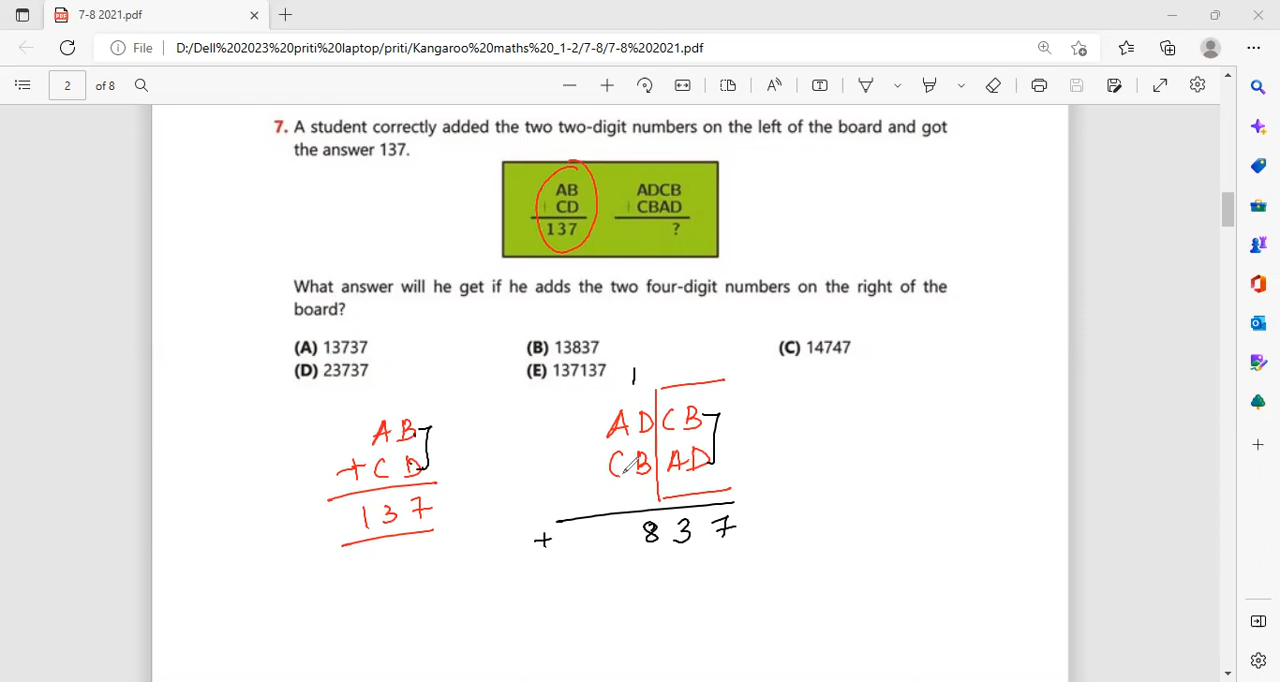 7-8 2021.pdf
File D:/Dell%202023%20priti%20laptop/priti/Kangaroo%20maths%20_1-2/7-8/7-8%202021.pdf
2 of 8
7. A student correctly added the two two-digit numbers on the left of the board and got
the answer 137.
AB ADCB
CD CBAD
137 ?
What answer will he get if he adds the two four-digit numbers on the right of the
board?
(A) 13737 (B) 13837 (C) 14747
(D) 23737 (E) 137137
1
AB AD CB
+ CD CB AD
137 837
+